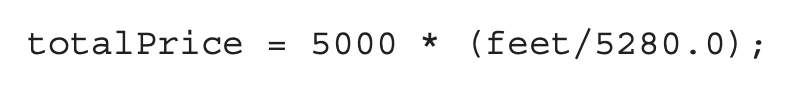 totalPrice = 5000 * (feet/5280.0);